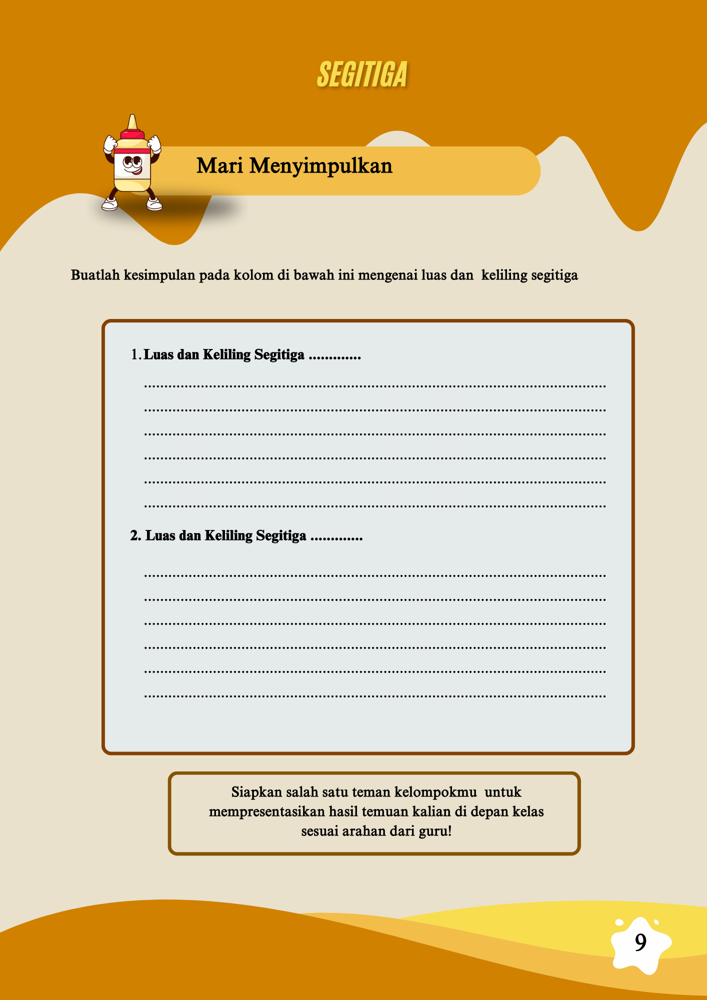 SEGITIGA
Mari Menyimpulkan
Buatlah kesimpulan pada kolom di bawah ini mengenai luas dan  keliling segitiga
1. Luas dan Keliling Segitiga .............
..................................................................................................................
..................................................................................................................
..................................................................................................................
..................................................................................................................
..................................................................................................................
..................................................................................................................
2. Luas dan Keliling Segitiga .............
..................................................................................................................
..................................................................................................................
..................................................................................................................
..................................................................................................................
..................................................................................................................
..................................................................................................................
Siapkan salah satu teman kelompokmu  untuk
mempresentasikan hasil temuan kalian di depan kelas
sesuai arahan dari guru!
9